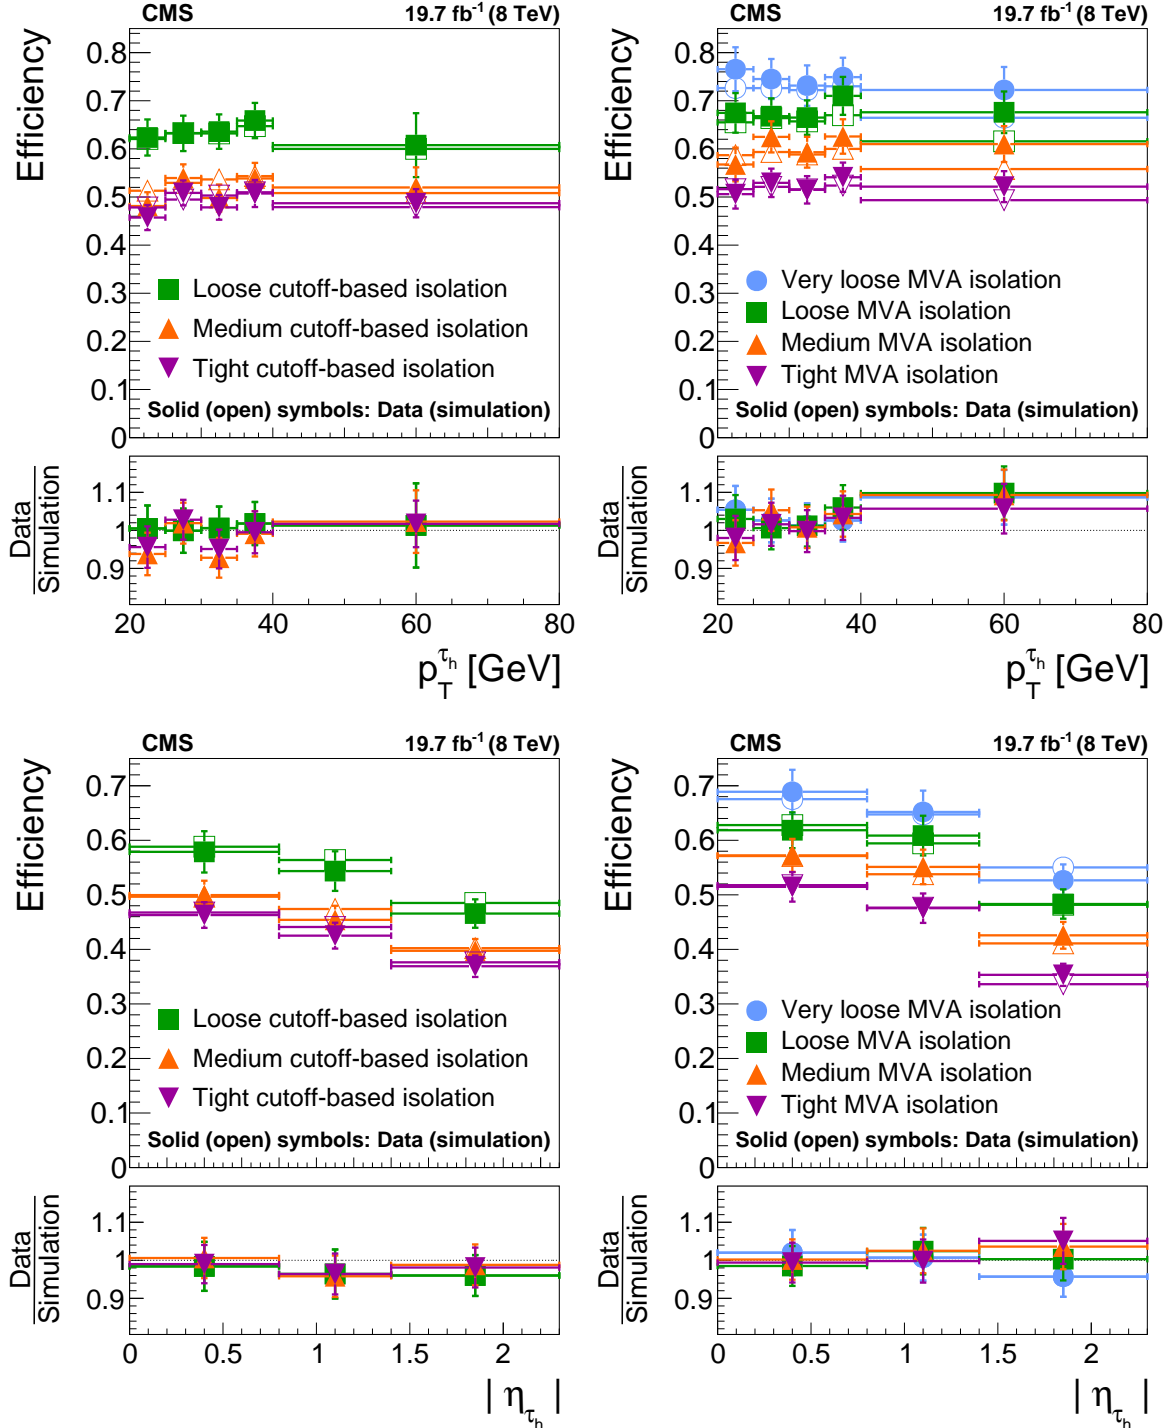 CMS 19.7 fb⁻¹ (8 TeV)
Efficiency
0.8
0.7
0.6
0.5
0.4
0.3
0.2
0.1
0
Loose cutoff-based isolation
Medium cutoff-based isolation
Tight cutoff-based isolation
Solid (open) symbols: Data (simulation)
Data
Simulation
1.1
1
0.9
20 40 60 80
p_T^{τ_h} [GeV]
CMS 19.7 fb⁻¹ (8 TeV)
Efficiency
0.8
0.7
0.6
0.5
0.4
0.3
0.2
0.1
0
Very loose MVA isolation
Loose MVA isolation
Medium MVA isolation
Tight MVA isolation
Solid (open) symbols: Data (simulation)
Data
Simulation
1.1
1
0.9
20 40 60 80
p_T^{τ_h} [GeV]
CMS 19.7 fb⁻¹ (8 TeV)
Efficiency
0.7
0.6
0.5
0.4
0.3
0.2
0.1
0
Loose cutoff-based isolation
Medium cutoff-based isolation
Tight cutoff-based isolation
Solid (open) symbols: Data (simulation)
Data
Simulation
1.1
1
0.9
0 0.5 1 1.5 2
| η_{τ_h} |
CMS 19.7 fb⁻¹ (8 TeV)
Efficiency
0.7
0.6
0.5
0.4
0.3
0.2
0.1
0
Very loose MVA isolation
Loose MVA isolation
Medium MVA isolation
Tight MVA isolation
Solid (open) symbols: Data (simulation)
Data
Simulation
1.1
1
0.9
0 0.5 1 1.5 2
| η_{τ_h} |